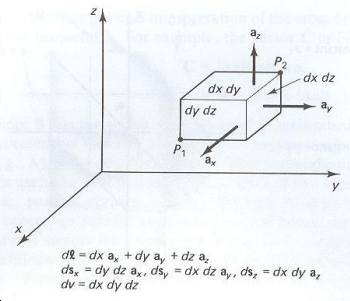 z
a_z
P_2
dx dz
dx dy
a_y
dy dz
P_1
a_x
y
x
dℓ = dx a_x + dy a_y + dz a_z
ds_x = dy dz a_x, ds_y = dx dz a_y, ds_z = dx dy a_z
dv = dx dy dz